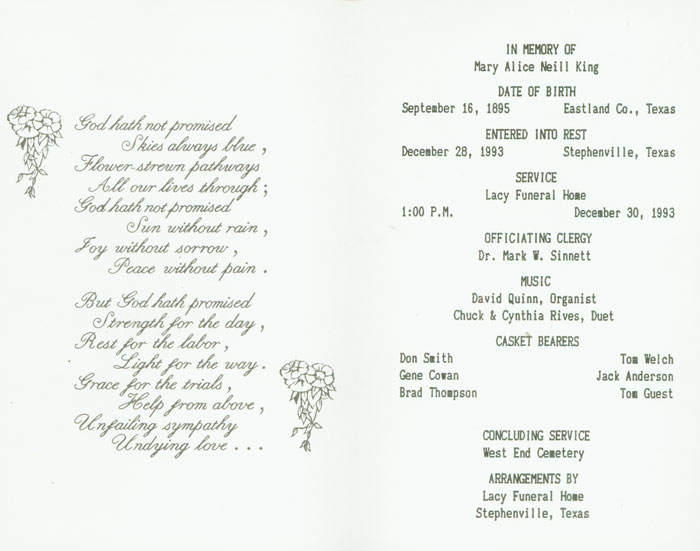 God hath not promised
Skies always blue,
Flower-strewn pathways
All our lives through;
God hath not promised
Sun without rain,
Joy without sorrow,
Peace without pain.
But God hath promised
Strength for the day,
Rest for the labor,
Light for the way.
Grace for the trials,
Help from above,
Unfailing sympathy
Undying love...
IN MEMORY OF
Mary Alice Neill King
DATE OF BIRTH
September 16, 1895 Eastland Co., Texas
ENTERED INTO REST
December 28, 1993 Stephenville, Texas
SERVICE
Lacy Funeral Home
1:00 P.M. December 30, 1993
OFFICIATING CLERGY
Dr. Mark W. Sinnett
MUSIC
David Quinn, Organist
Chuck & Cynthia Rives, Duet
CASKET BEARERS
Don Smith Tom Welch
Gene Cowan Jack Anderson
Brad Thompson Tom Guest
CONCLUDING SERVICE
West End Cemetery
ARRANGEMENTS BY
Lacy Funeral Home
Stephenville, Texas